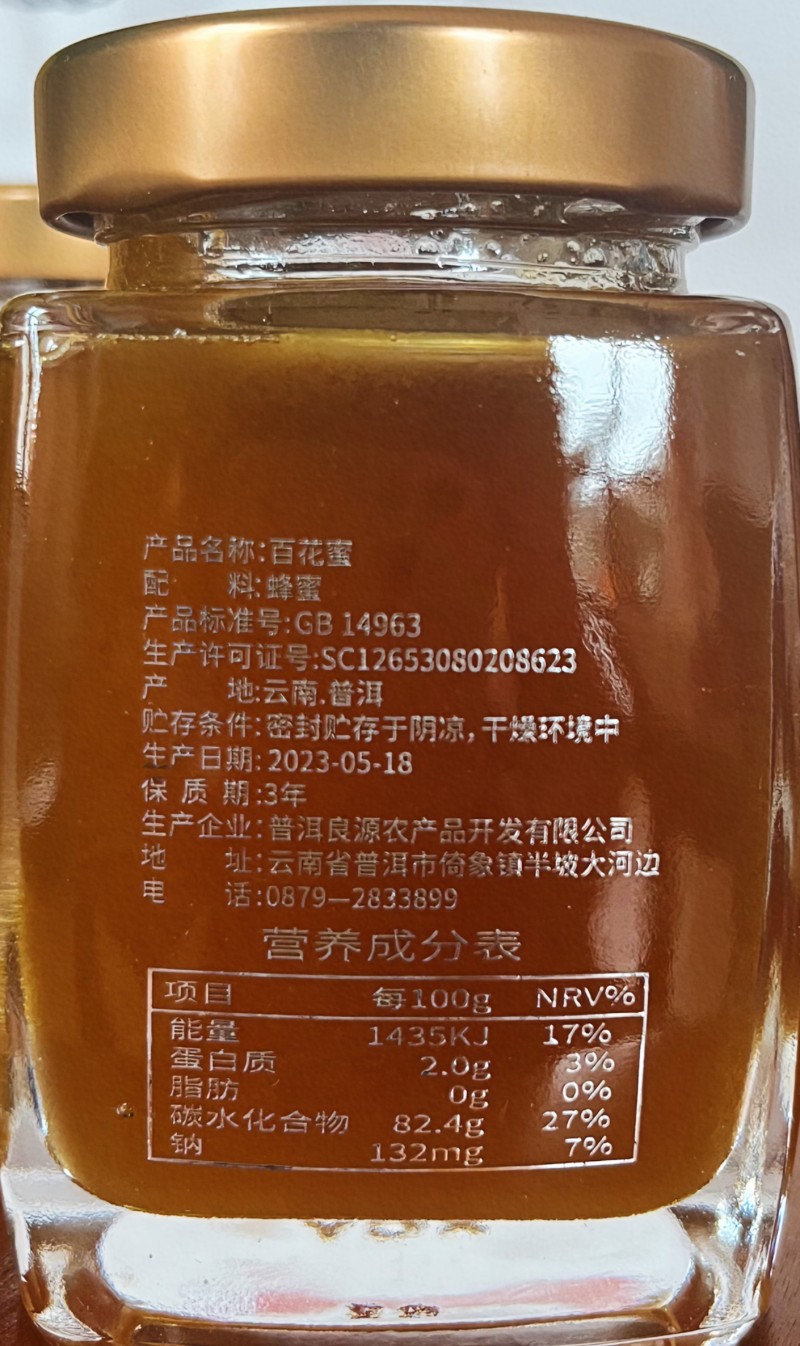 产品名称:百花蜜
配 料:蜂蜜
产品标准号:GB 14963
生产许可证号:SC12653080208623
产 地:云南.普洱
贮存条件:密封贮存于阴凉,干燥环境中
生产日期:2023-05-18
保 质 期:3年
生产企业:普洱良源农产品开发有限公司
地 址:云南省普洱市倚象镇半坡大河边
电 话:0879—2833899
营养成分表
项目 每100g NRV%
能量 1435KJ 17%
蛋白质 2.0g 3%
脂肪 0g 0%
碳水化合物 82.4g 27%
钠 132mg 7%